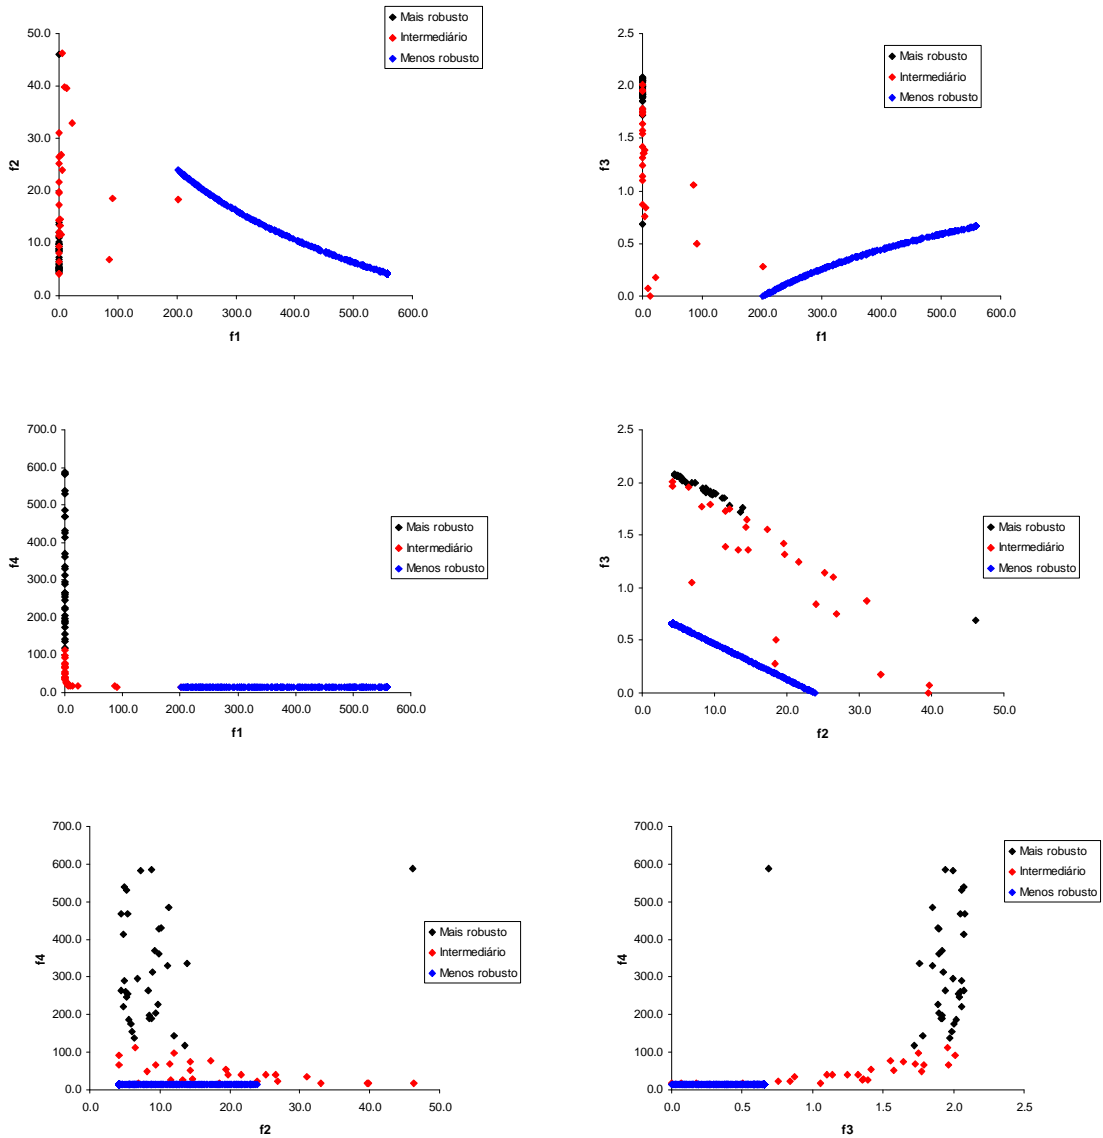 Mais robusto
Intermediário
Menos robusto
50.0
40.0
30.0
20.0
10.0
0.0
f2
0.0 100.0 200.0 300.0 400.0 500.0 600.0
f1
Mais robusto
Intermediário
Menos robusto
2.5
2.0
1.5
1.0
0.5
0.0
f3
0.0 100.0 200.0 300.0 400.0 500.0 600.0
f1
Mais robusto
Intermediário
Menos robusto
700.0
600.0
500.0
400.0
300.0
200.0
100.0
0.0
f4
0.0 100.0 200.0 300.0 400.0 500.0 600.0
f1
Mais robusto
Intermediário
Menos robusto
2.5
2.0
1.5
1.0
0.5
0.0
f3
0.0 10.0 20.0 30.0 40.0 50.0
f2
Mais robusto
Intermediário
Menos robusto
700.0
600.0
500.0
400.0
300.0
200.0
100.0
0.0
f4
0.0 10.0 20.0 30.0 40.0 50.0
f2
Mais robusto
Intermediário
Menos robusto
700.0
600.0
500.0
400.0
300.0
200.0
100.0
0.0
f4
0.0 0.5 1.0 1.5 2.0 2.5
f3